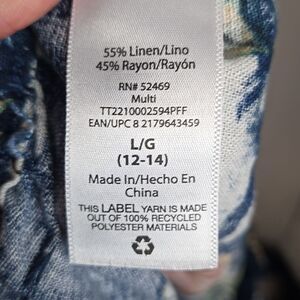 55% Linen/Lino
45% Rayon/Rayón
RN# 52469
Multi
TT2210002594PFF
EAN/UPC 8 2179643459
L/G
(12-14)
Made In/Hecho En
China
THIS LABEL YARN IS MADE
OUT OF 100% RECYCLED
POLYESTER MATERIALS